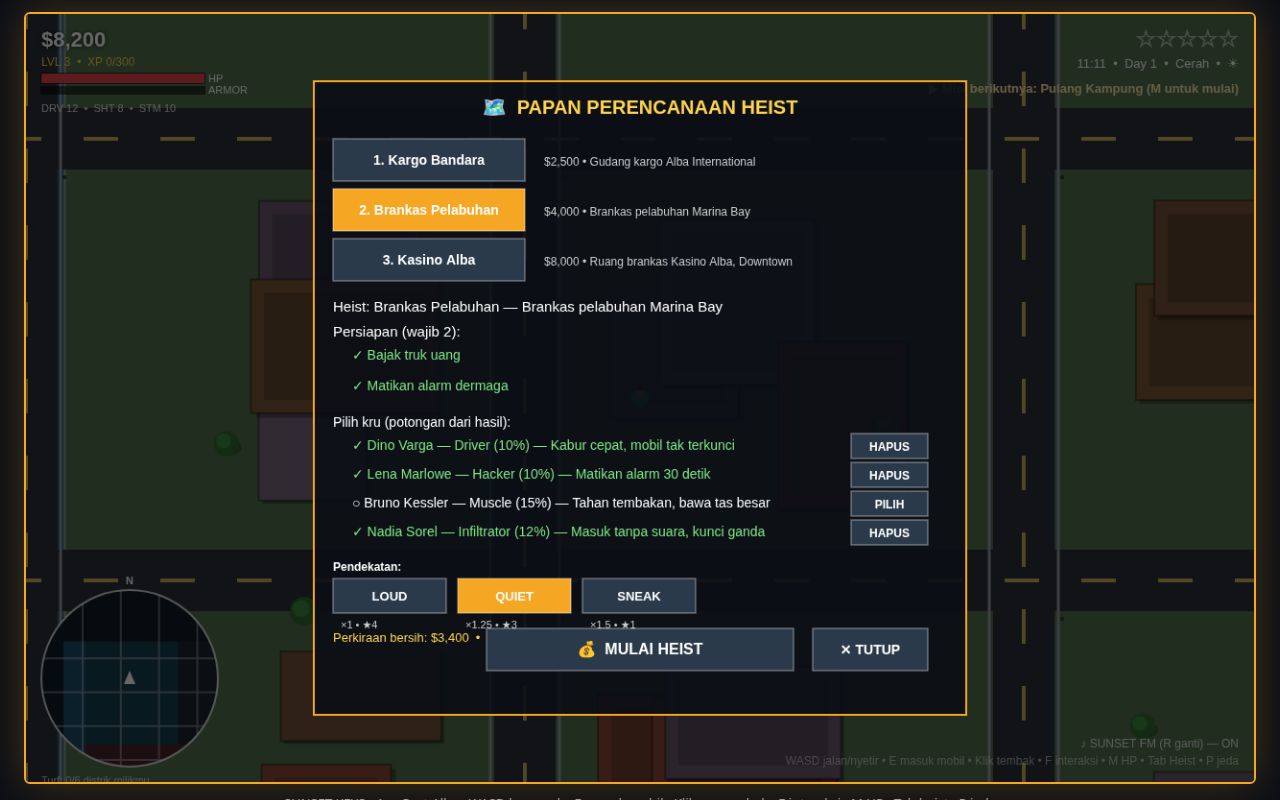 $8,200
LVL 3 • XP 0/300
HP
ARMOR
DRV 12 • SHT 8 • STM 10
☆☆☆☆☆
11:11 • Day 1 • Cerah • ☀
berikutnya: Pulang Kampung (M untuk mulai)
🗺️ PAPAN PERENCANAAN HEIST
1. Kargo Bandara
$2,500 • Gudang kargo Alba International
2. Brankas Pelabuhan
$4,000 • Brankas pelabuhan Marina Bay
3. Kasino Alba
$8,000 • Ruang brankas Kasino Alba, Downtown
Heist: Brankas Pelabuhan — Brankas pelabuhan Marina Bay
Persiapan (wajib 2):
✓ Bajak truk uang
✓ Matikan alarm dermaga
Pilih kru (potongan dari hasil):
✓ Dino Varga — Driver (10%) — Kabur cepat, mobil tak terkunci
HAPUS
✓ Lena Marlowe — Hacker (10%) — Matikan alarm 30 detik
HAPUS
○ Bruno Kessler — Muscle (15%) — Tahan tembakan, bawa tas besar
PILIH
✓ Nadia Sorel — Infiltrator (12%) — Masuk tanpa suara, kunci ganda
HAPUS
Pendekatan:
LOUD
QUIET
SNEAK
×1 • ★4
×1.25 • ★3
×1.5 • ★1
Perkiraan bersih: $3,400 •
💰 MULAI HEIST
✕ TUTUP
N
♪ SUNSET FM (R ganti) — ON
WASD jalan/nyetir • E masuk mobil • Klik tembak • F interaksi • M HP • Tab Heist • P jeda
Turf: 0/6 distrik milikmu